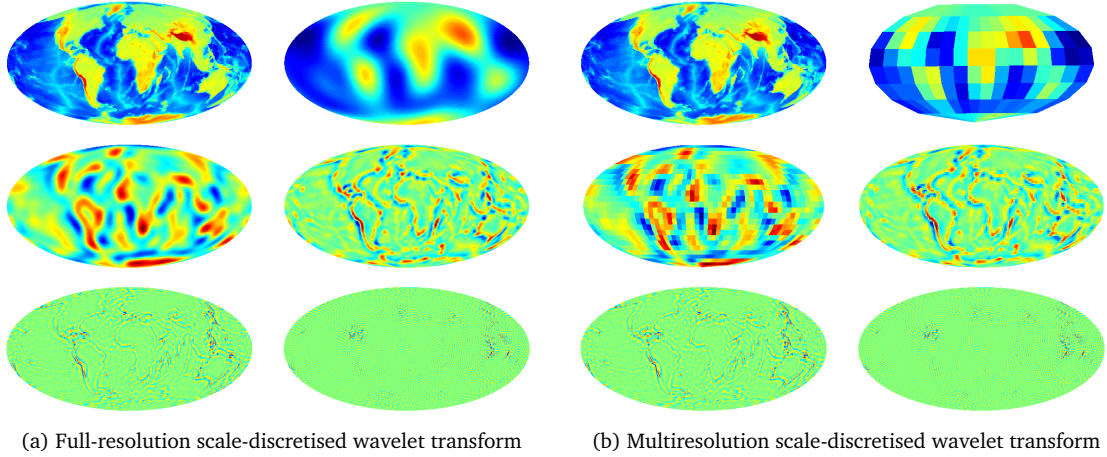 (a) Full-resolution scale-discretised wavelet transform
(b) Multiresolution scale-discretised wavelet transform